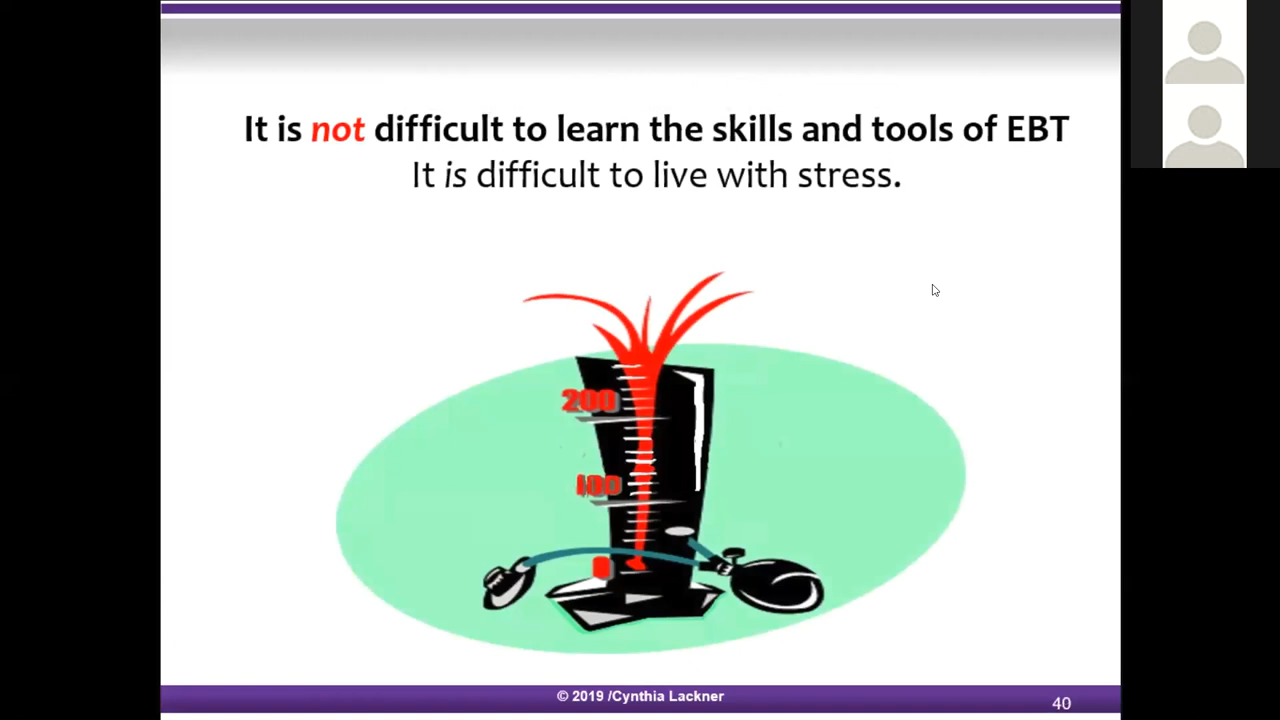 It is not difficult to learn the skills and tools of EBT
It is difficult to live with stress.
200
100
0
© 2019 /Cynthia Lackner
40